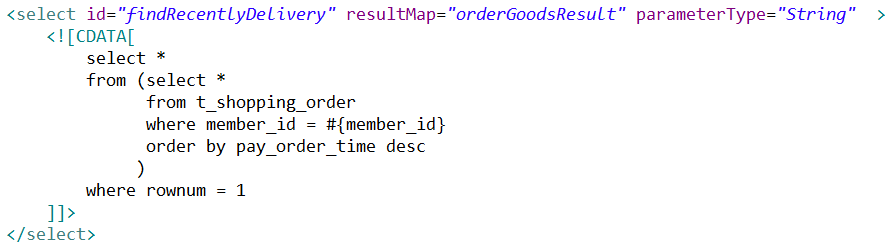 <select id="findRecentlyDelivery" resultMap="orderGoodsResult" parameterType="String"  >
    <![CDATA[
        select *
        from (select *
              from t_shopping_order
              where member_id = #{member_id}
              order by pay_order_time desc
             )
        where rownum = 1
    ]]>
</select>